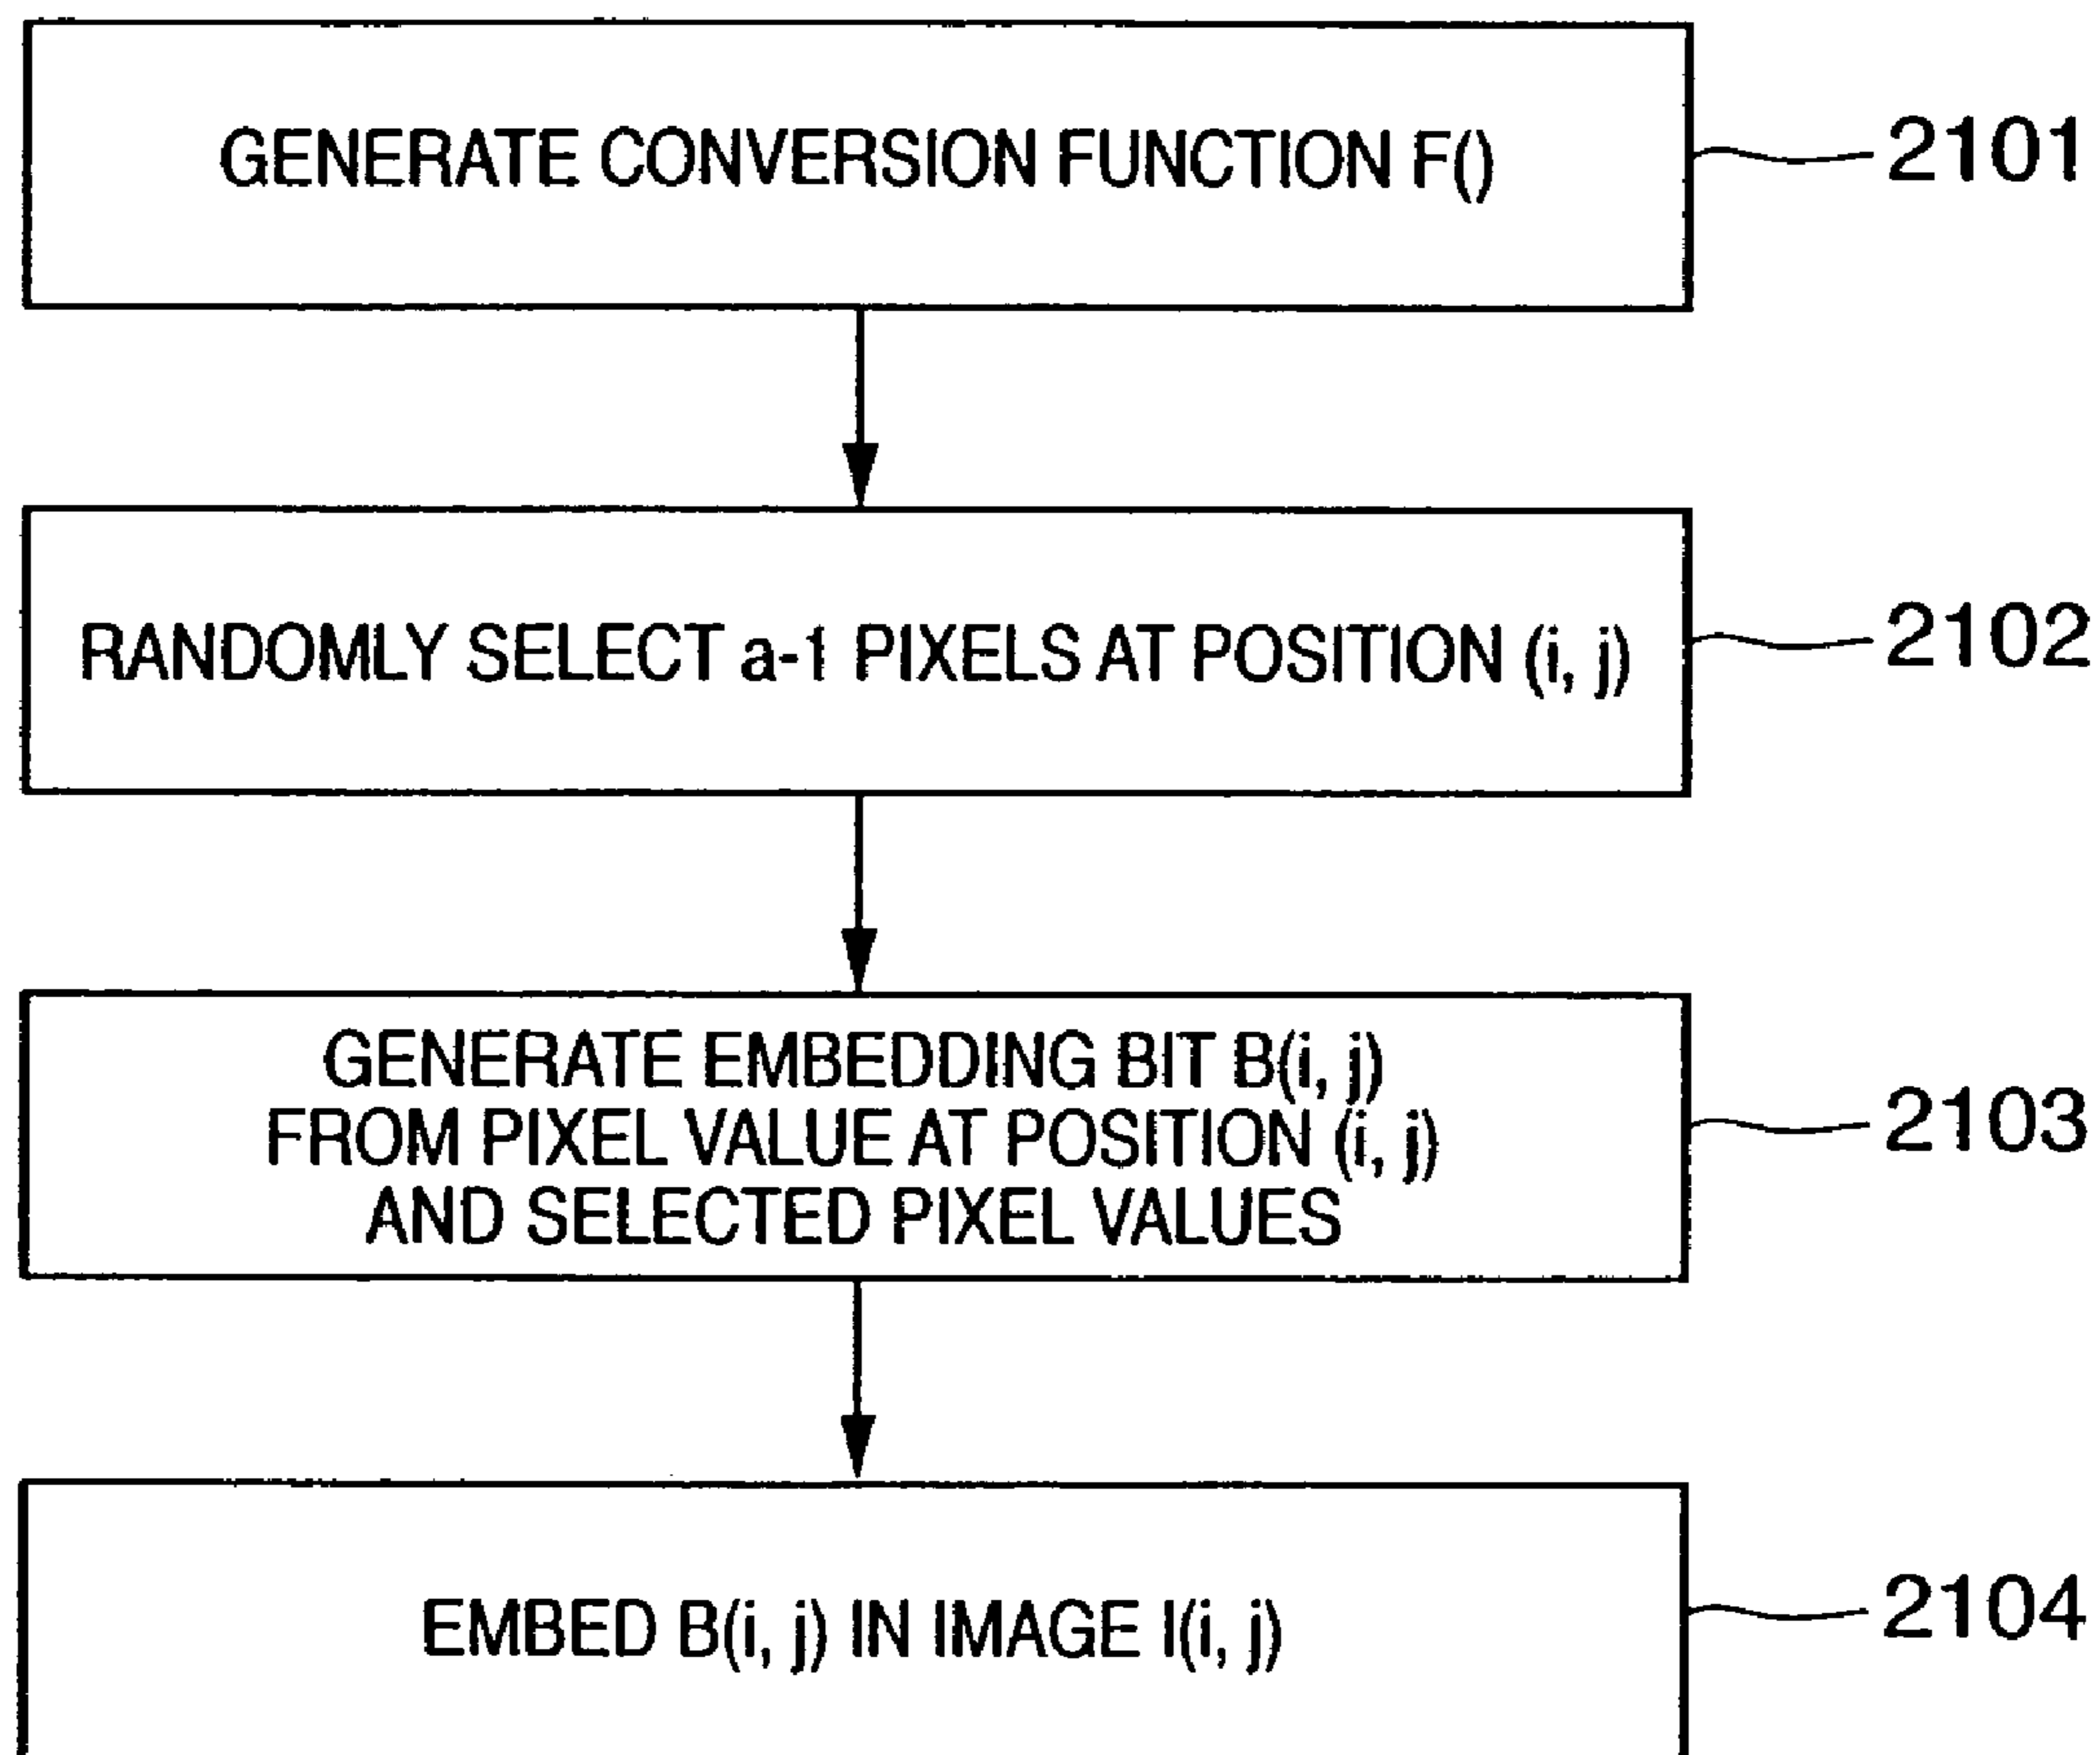 GENERATE CONVERSION FUNCTION F()
2101
RANDOMLY SELECT a-1 PIXELS AT POSITION (i, j)
2102
GENERATE EMBEDDING BIT B(i, j)
FROM PIXEL VALUE AT POSITION (i, j)
AND SELECTED PIXEL VALUES
2103
EMBED B(i, j) IN IMAGE I(i, j)
2104